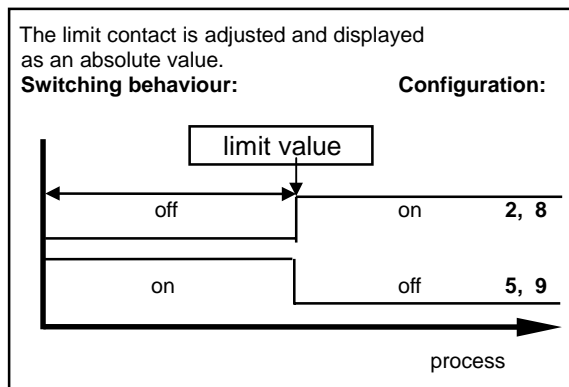 The limit contact is adjusted and displayed
as an absolute value.
Switching behaviour: Configuration:
limit value
off on 2, 8
on off 5, 9
process